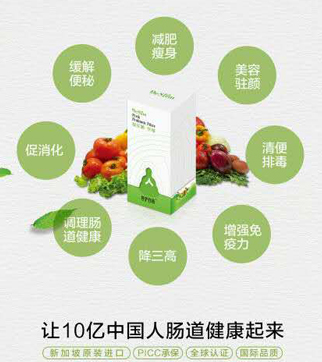 减肥
瘦身
缓解
便秘
美容
驻颜
促消化
清便
排毒
调理肠
道健康
降三高
增强免
疫力
让10亿中国人肠道健康起来
新加坡原装进口
PICC承保
全球认证
国际品质